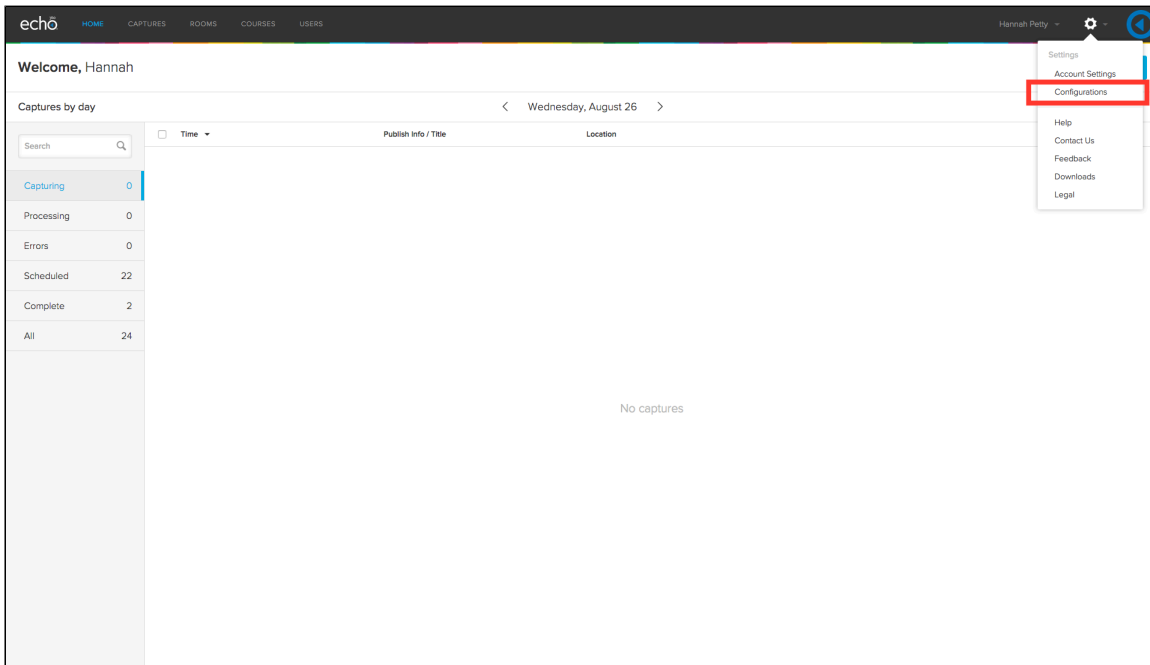 echo HOME CAPTURES ROOMS COURSES USERS Hannah Petty
Welcome, Hannah
Captures by day
Wednesday, August 26
Search
Capturing 0
Processing 0
Errors 0
Scheduled 22
Complete 2
All 24
Time Publish Info / Title Location
No captures
Settings
Account Settings
Configurations
Help
Contact Us
Feedback
Downloads
Legal